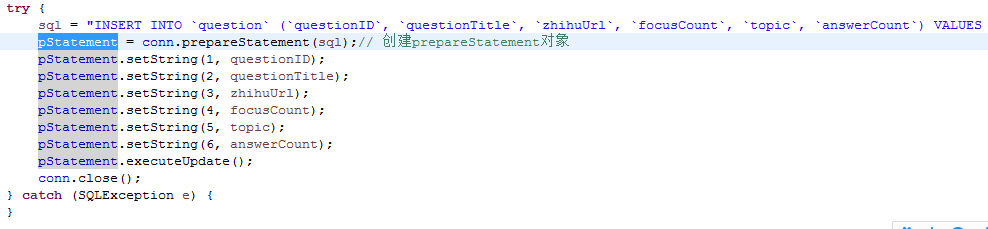 try {
sql = "INSERT INTO `question` (`questionID`, `questionTitle`, `zhihuUrl`, `focusCount`, `topic`, `answerCount`) VALUES
pStatement = conn.prepareStatement(sql);// 创建prepareStatement对象
pStatement.setString(1, questionID);
pStatement.setString(2, questionTitle);
pStatement.setString(3, zhihuUrl);
pStatement.setString(4, focusCount);
pStatement.setString(5, topic);
pStatement.setString(6, answerCount);
pStatement.executeUpdate();
conn.close();
} catch (SQLException e) {
}